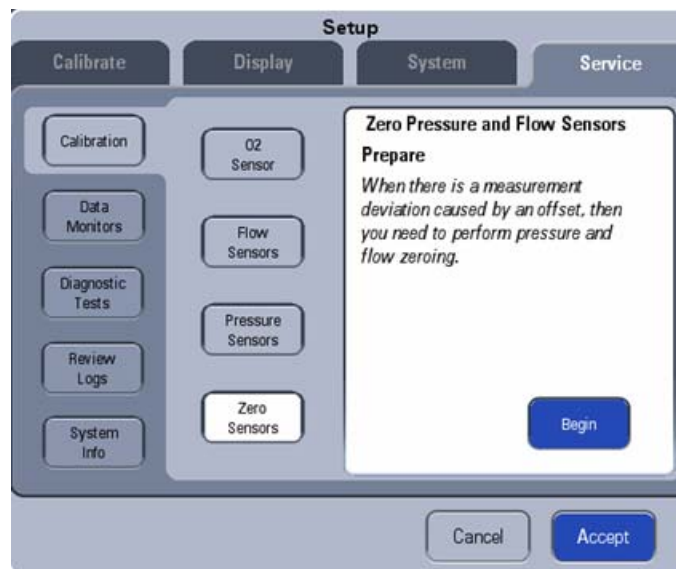 Setup
Calibrate
Display
System
Service
Calibration
Data
Monitors
Diagnostic
Tests
Review
Logs
System
Info
O2
Sensor
Flow
Sensors
Pressure
Sensors
Zero
Sensors
Zero Pressure and Flow Sensors
Prepare
When there is a measurement
deviation caused by an offset, then
you need to perform pressure and
flow zeroing.
Begin
Cancel
Accept